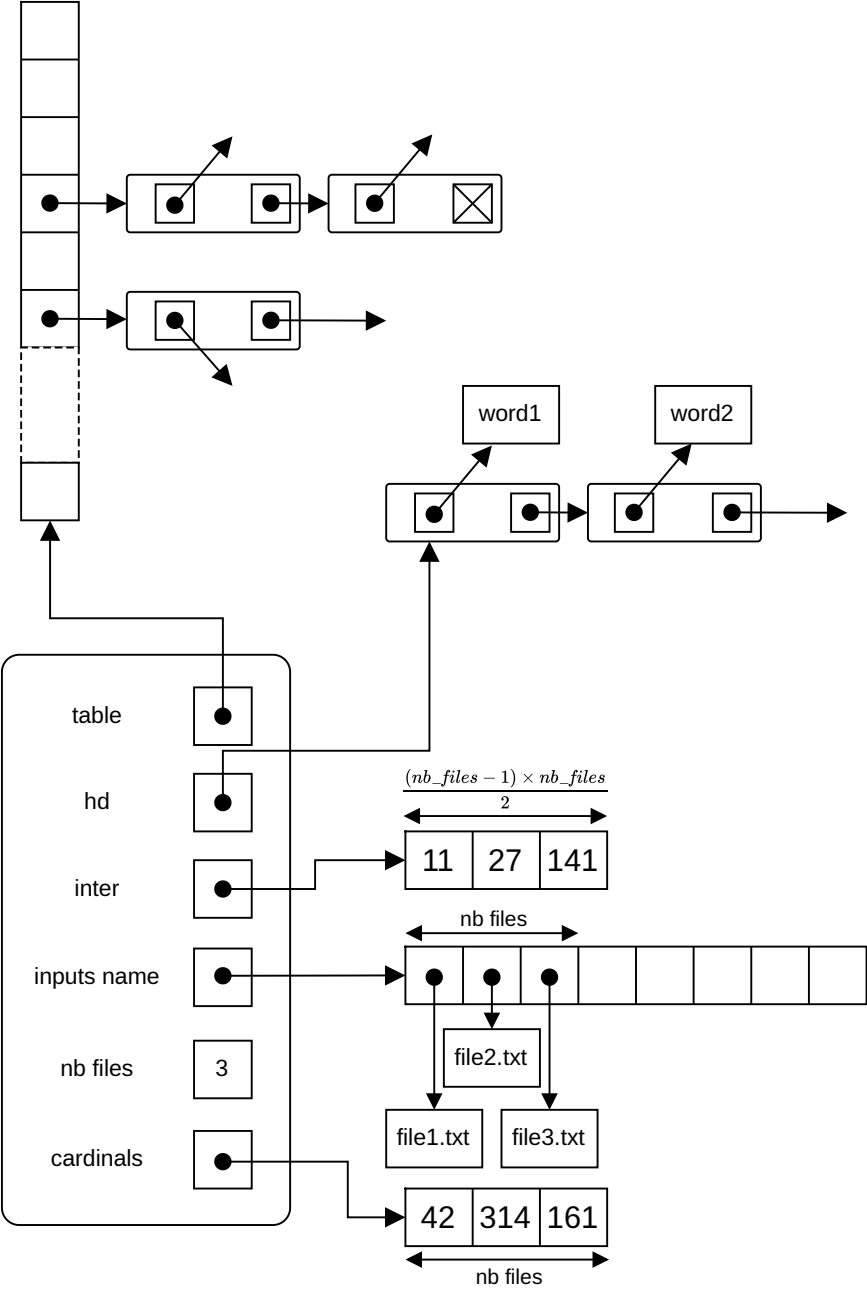 word1
word2
table
hd
inter
inputs name
nb files
3
cardinals
(nb_files − 1) × nb_files
2
11 27 141
nb files
file2.txt
file1.txt
file3.txt
42 314 161
nb files